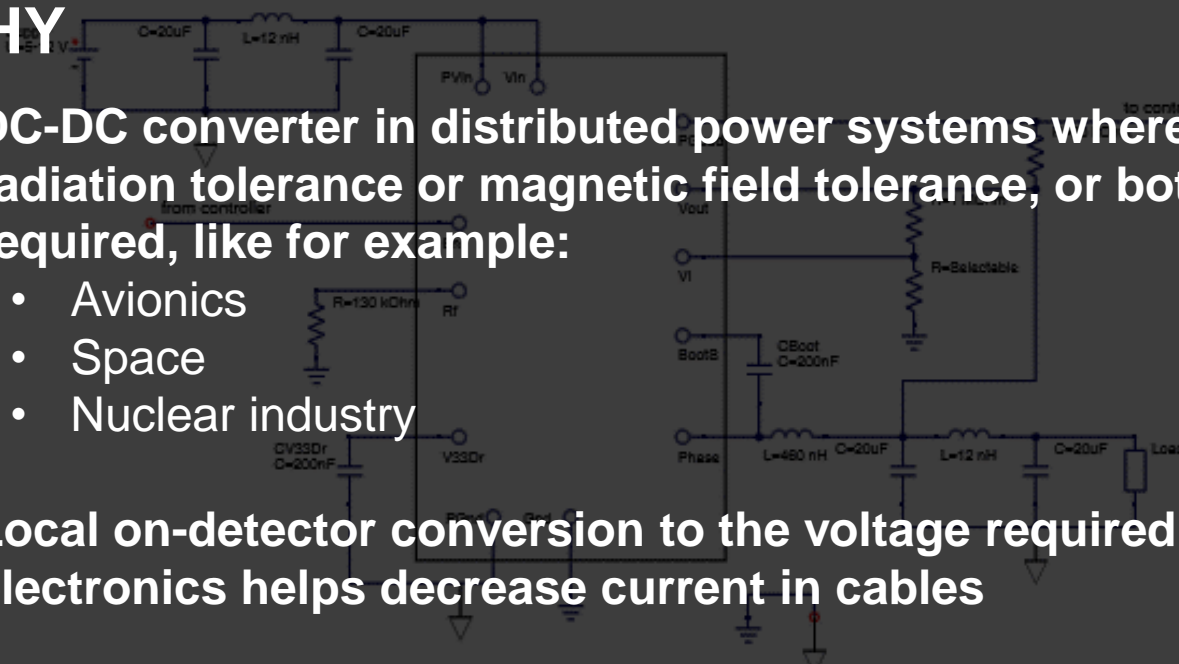 HY
C=20uF
L=12 nH
C=20uF
PVin
Vin
DC-DC converter in distributed power systems where
adiation tolerance or magnetic field tolerance, or bot
equired, like for example:
from controller
Vout
• Avionics
• Space
• Nuclear industry
R=130 kOhm
Rf
VI
R=Selectable
BootB
CBoot
C=200nF
CV33Dr
C=200nF
V33Dr
Phase
L=460 nH
C=20uF
L=12 nH
C=20uF
Loa
PGnd
Gnd
Local on-detector conversion to the voltage required
lectronics helps decrease current in cables